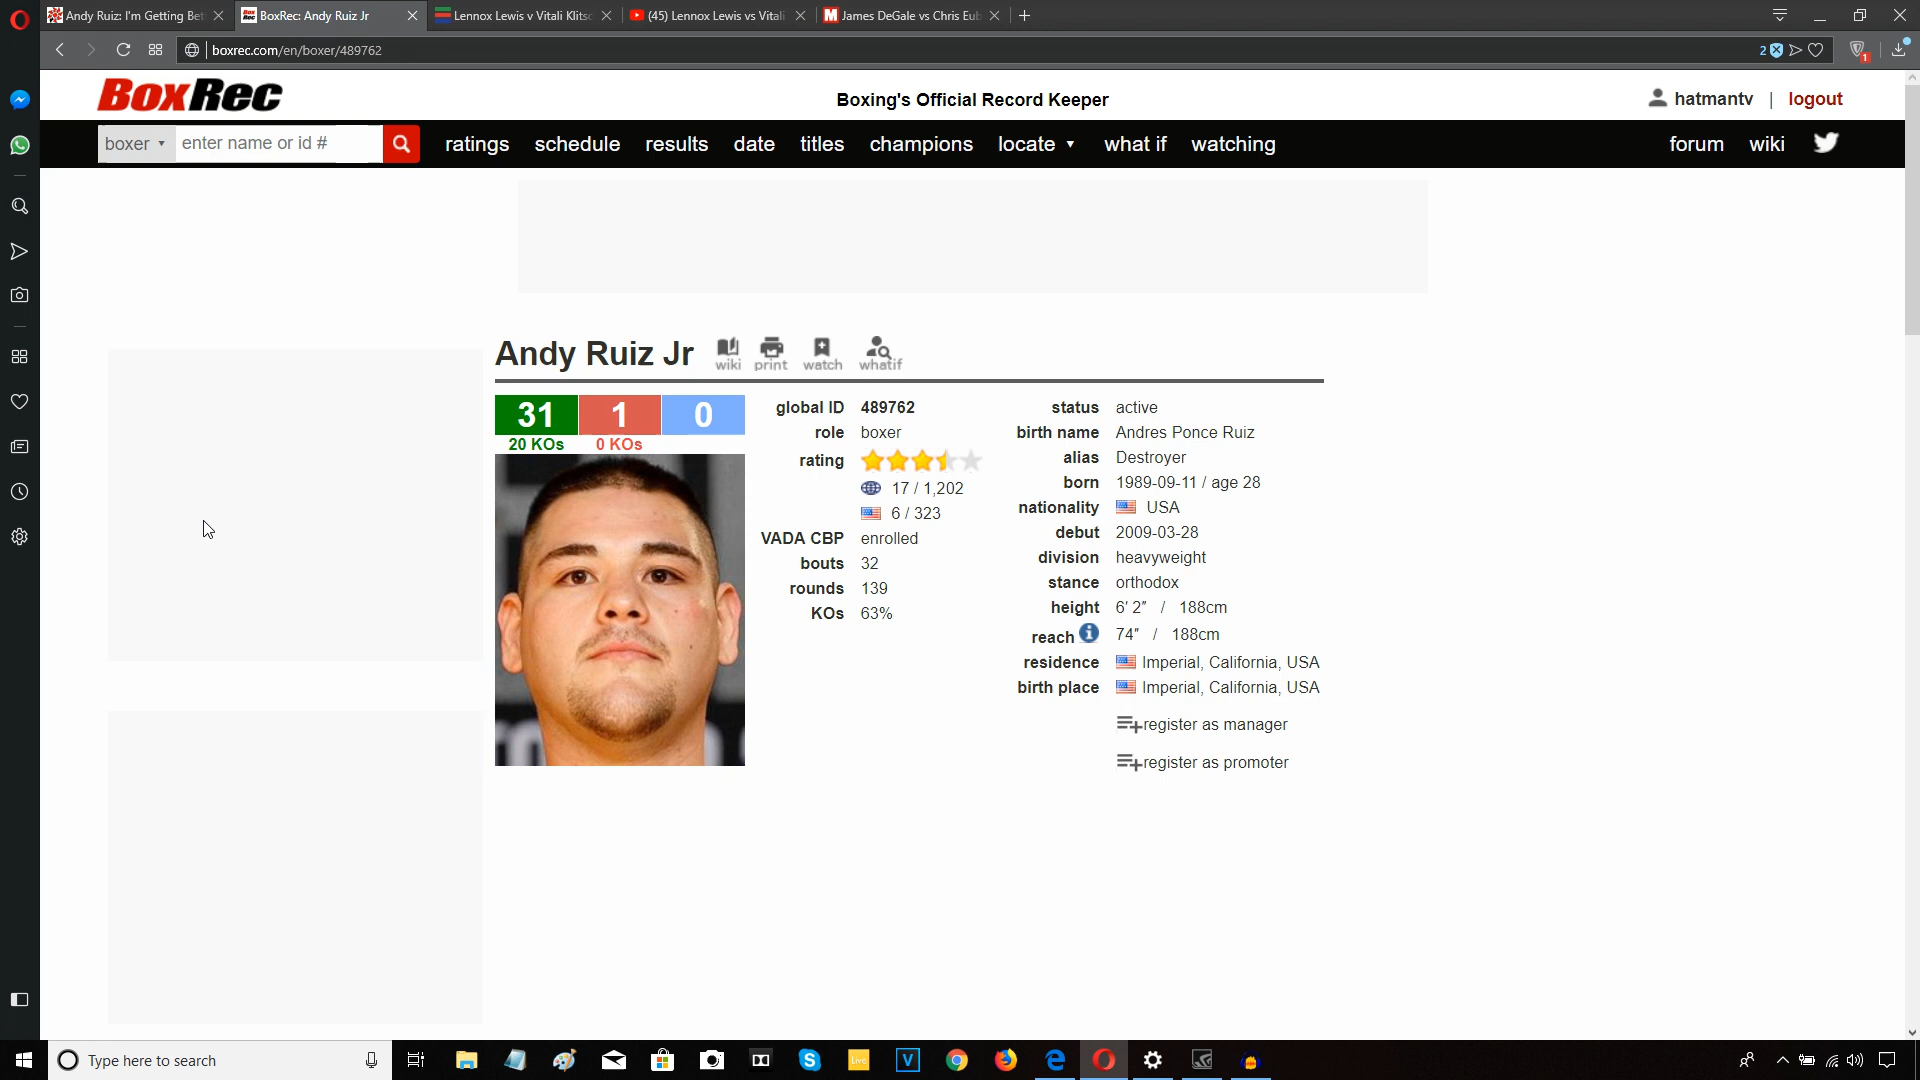 Andy Ruiz: I'm Getting Bet
BoxRec: Andy Ruiz Jr
Lennox Lewis v Vitali Klitsc
(45) Lennox Lewis vs Vitali
James DeGale vs Chris Eub
boxrec.com/en/boxer/489762
2
1
BoxRec
Boxing's Official Record Keeper
hatmantv | logout
boxer
enter name or id #
ratings
schedule
results
date
titles
champions
locate
what if
watching
forum
wiki
Andy Ruiz Jr
wiki
print
watch
whatif
31 1 0
20 KOs 0 KOs
global ID 489762
role boxer
rating
17 / 1,202
6 / 323
VADA CBP enrolled
bouts 32
rounds 139
KOs 63%
status active
birth name Andres Ponce Ruiz
alias Destroyer
born 1989-09-11 / age 28
nationality USA
debut 2009-03-28
division heavyweight
stance orthodox
height 6′ 2″ / 188cm
reach 74″ / 188cm
residence Imperial, California, USA
birth place Imperial, California, USA
register as manager
register as promoter
Type here to search